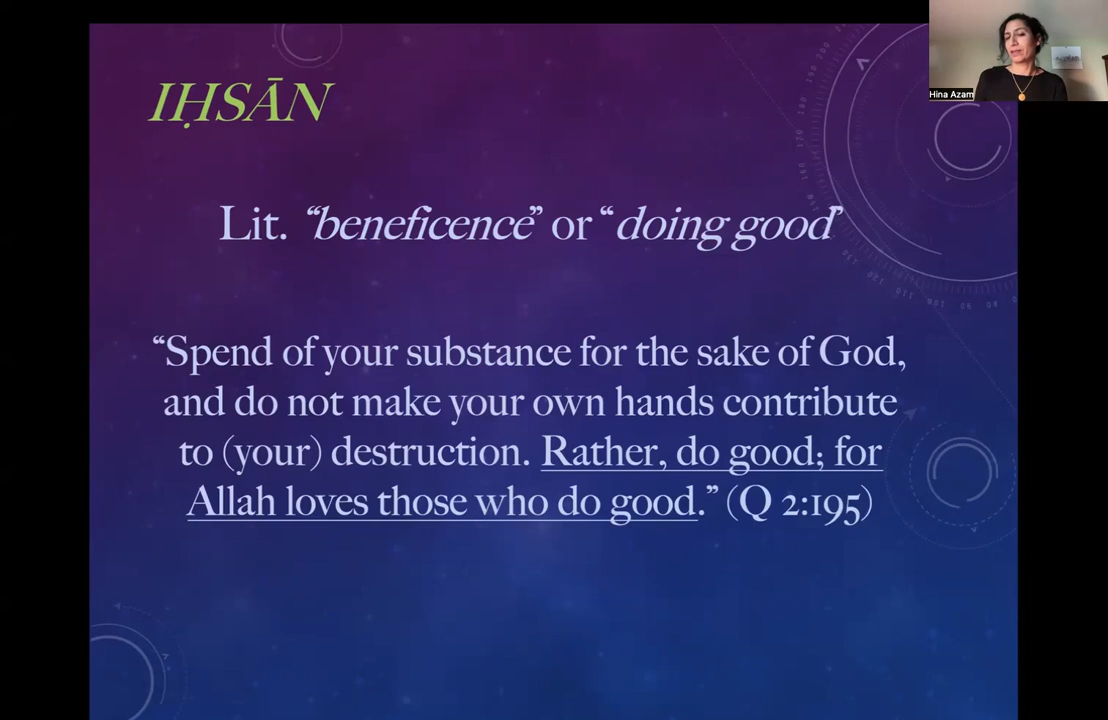 IḤSĀN
Lit. “beneficence” or “doing good”
“Spend of your substance for the sake of God,
and do not make your own hands contribute
to (your) destruction. Rather, do good; for
Allah loves those who do good.” (Q 2:195)
Hina Azam